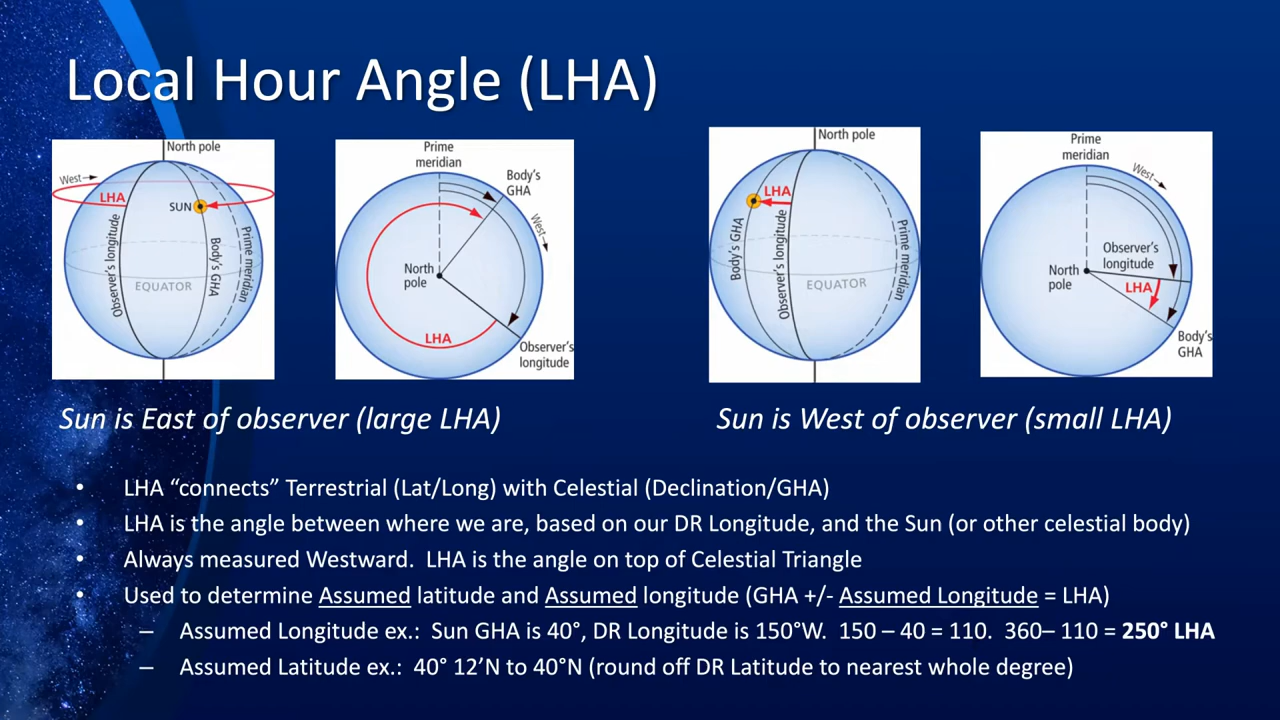 Local Hour Angle (LHA)
North pole
West
LHA
SUN
Observer's longitude
Body's GHA
Prime meridian
EQUATOR
Prime
meridian
Body's
GHA
West
North
pole
LHA
Observer's
longitude
North pole
LHA
Body's GHA
Observer's longitude
Prime meridian
EQUATOR
Prime
meridian
West
Observer's
longitude
North
pole
LHA
Body's
GHA
Sun is East of observer (large LHA)
Sun is West of observer (small LHA)
• LHA “connects” Terrestrial (Lat/Long) with Celestial (Declination/GHA)
• LHA is the angle between where we are, based on our DR Longitude, and the Sun (or other celestial body)
• Always measured Westward.  LHA is the angle on top of Celestial Triangle
• Used to determine Assumed latitude and Assumed longitude (GHA +/- Assumed Longitude = LHA)
– Assumed Longitude ex.:  Sun GHA is 40°, DR Longitude is 150°W.  150 – 40 = 110.  360– 110 = 250° LHA
– Assumed Latitude ex.:  40° 12’N to 40°N (round off DR Latitude to nearest whole degree)